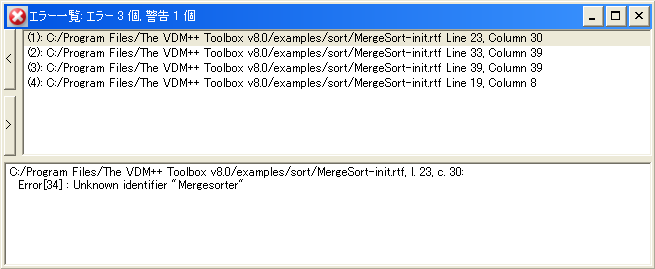 エラー一覧: エラー 3 個, 警告 1 個
(1): C:/Program Files/The VDM++ Toolbox v8.0/examples/sort/MergeSort-init.rtf Line 23, Column 30
(2): C:/Program Files/The VDM++ Toolbox v8.0/examples/sort/MergeSort-init.rtf Line 33, Column 39
(3): C:/Program Files/The VDM++ Toolbox v8.0/examples/sort/MergeSort-init.rtf Line 39, Column 39
(4): C:/Program Files/The VDM++ Toolbox v8.0/examples/sort/MergeSort-init.rtf Line 19, Column 8
<
>
C:/Program Files/The VDM++ Toolbox v8.0/examples/sort/MergeSort-init.rtf, l. 23, c. 30:
Error[34] : Unknown identifier "Mergesorter"